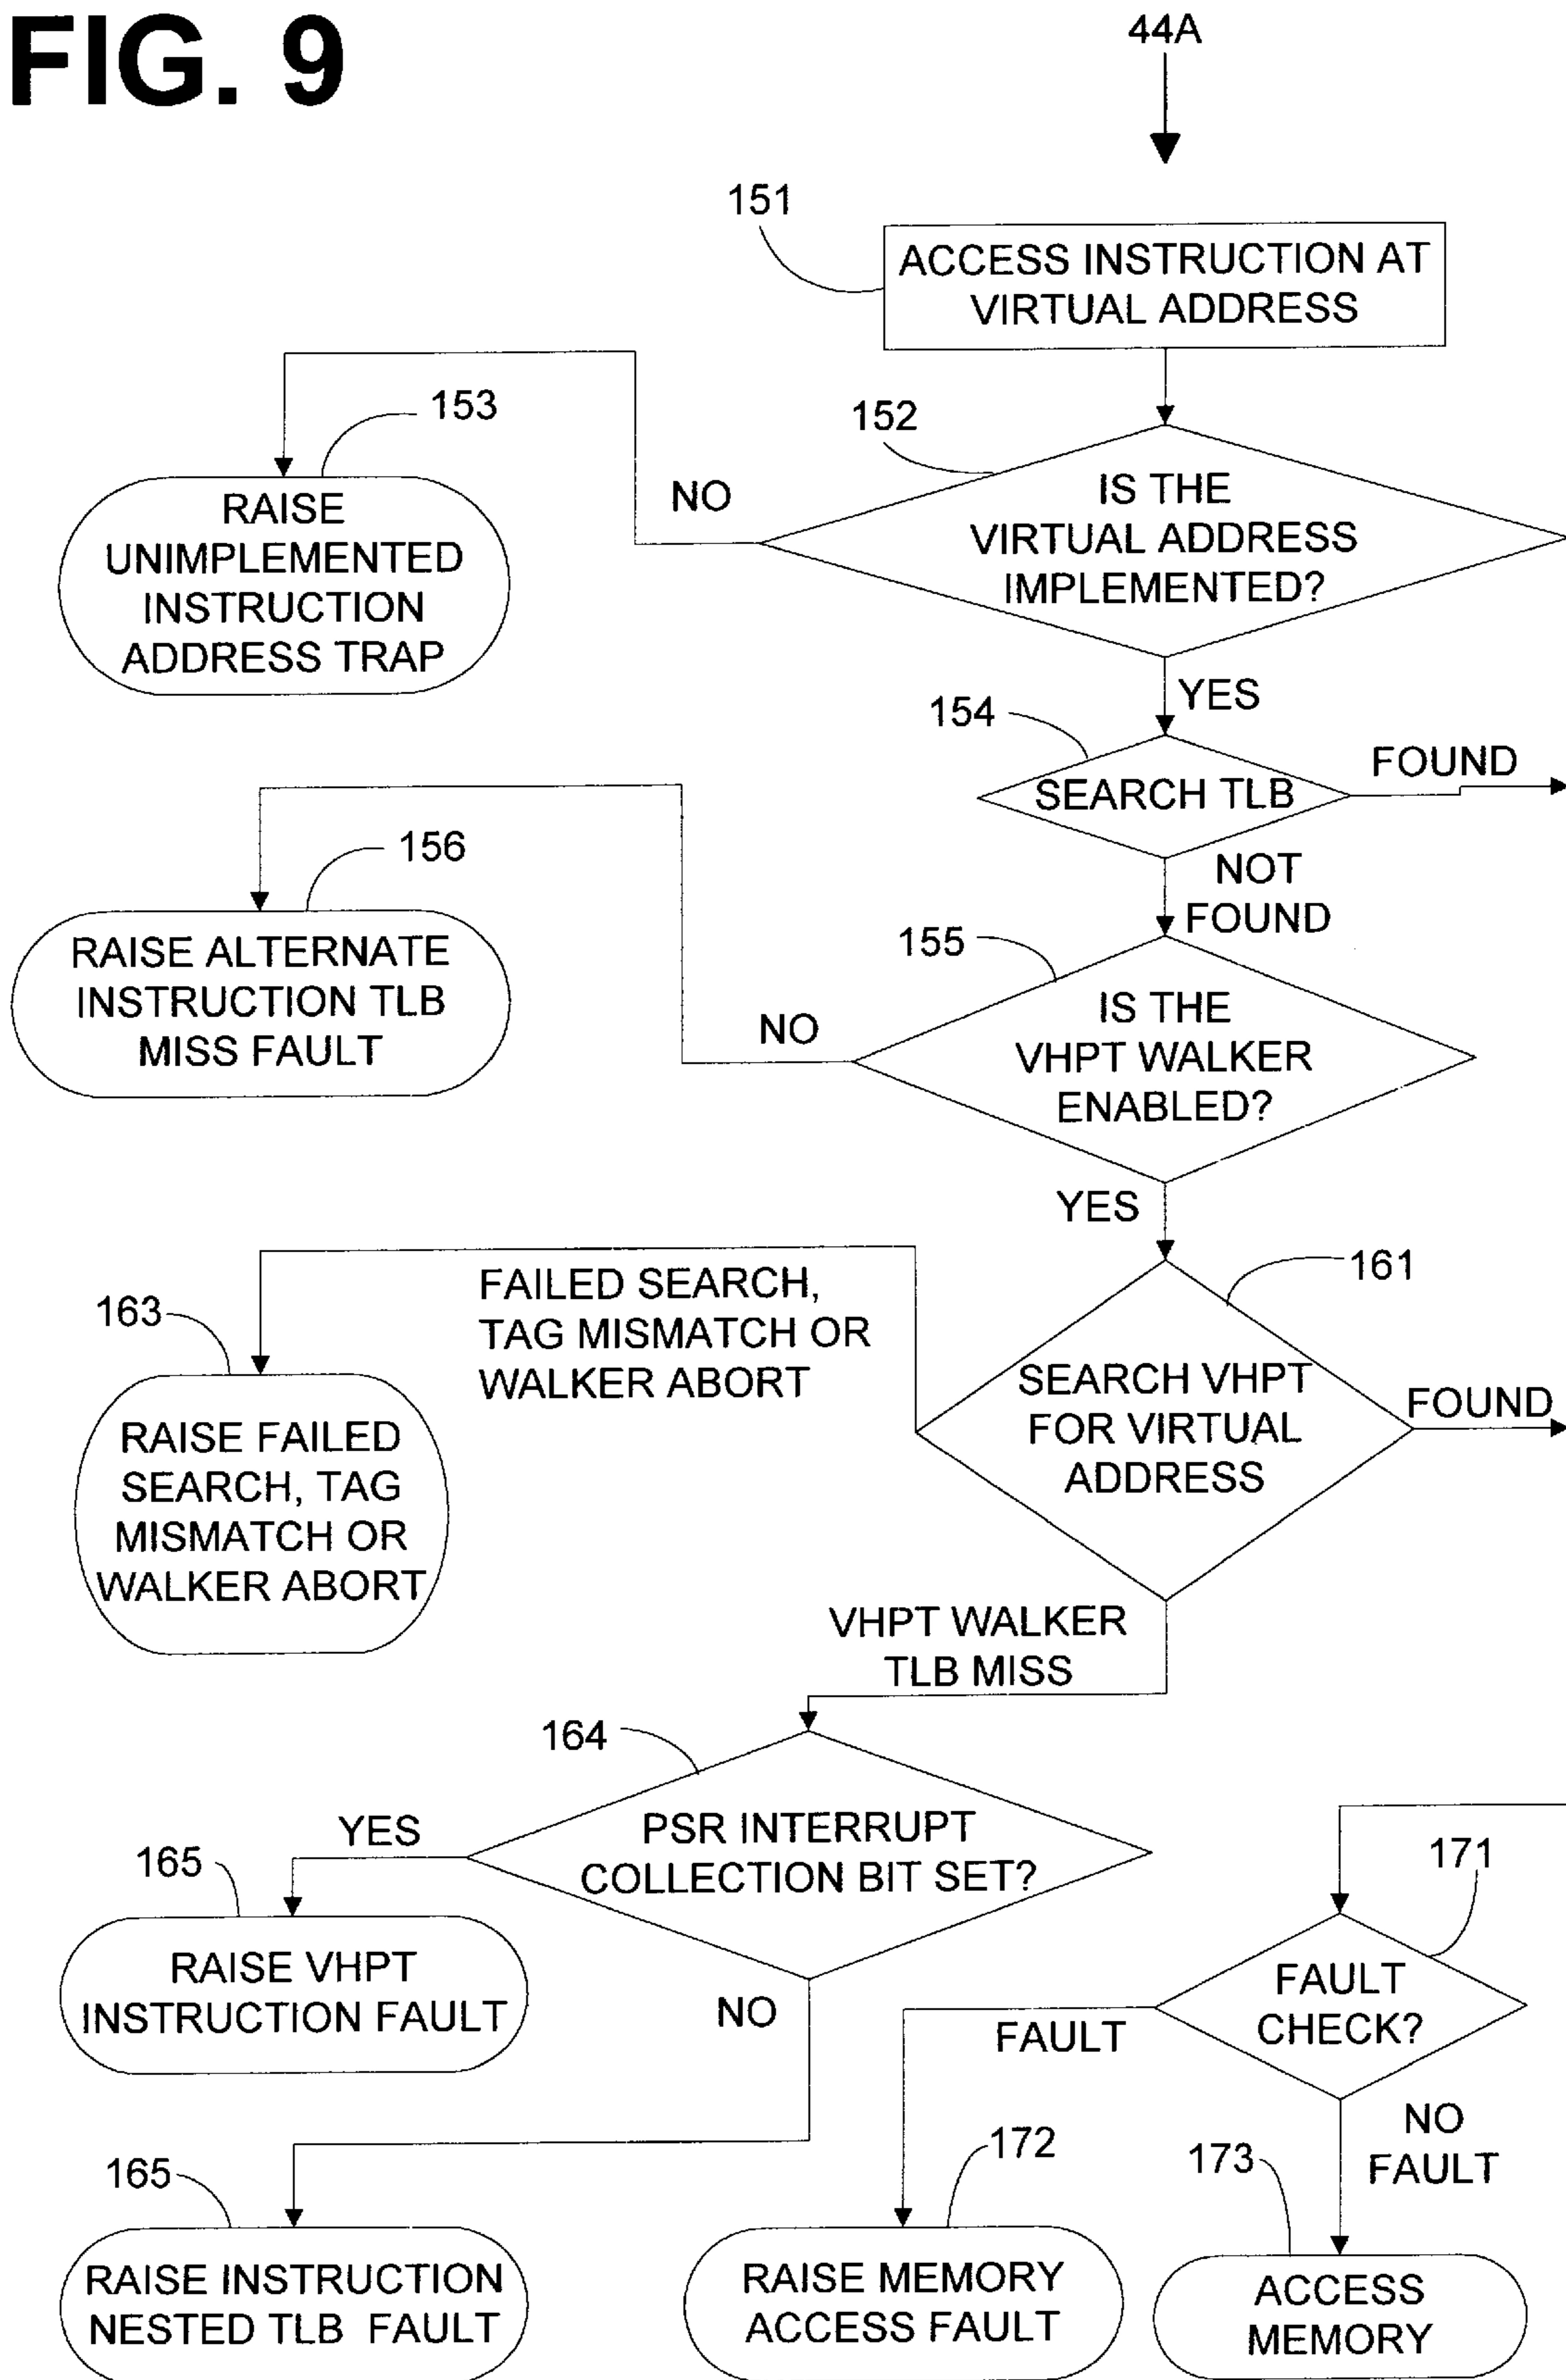 FIG. 9
44A
151
ACCESS INSTRUCTION AT
VIRTUAL ADDRESS
153
152
NO
IS THE
VIRTUAL ADDRESS
IMPLEMENTED?
RAISE
UNIMPLEMENTED
INSTRUCTION
ADDRESS TRAP
YES
154
SEARCH TLB
FOUND
156
NOT
FOUND
155
RAISE ALTERNATE
INSTRUCTION TLB
MISS FAULT
NO
IS THE
VHPT WALKER
ENABLED?
YES
161
163
FAILED SEARCH,
TAG MISMATCH OR
WALKER ABORT
SEARCH VHPT
FOR VIRTUAL
ADDRESS
FOUND
RAISE FAILED
SEARCH, TAG
MISMATCH OR
WALKER ABORT
VHPT WALKER
TLB MISS
164
YES
PSR INTERRUPT
COLLECTION BIT SET?
165
171
RAISE VHPT
INSTRUCTION FAULT
NO
FAULT
CHECK?
FAULT
NO
FAULT
165
172
173
RAISE INSTRUCTION
NESTED TLB FAULT
RAISE MEMORY
ACCESS FAULT
ACCESS
MEMORY